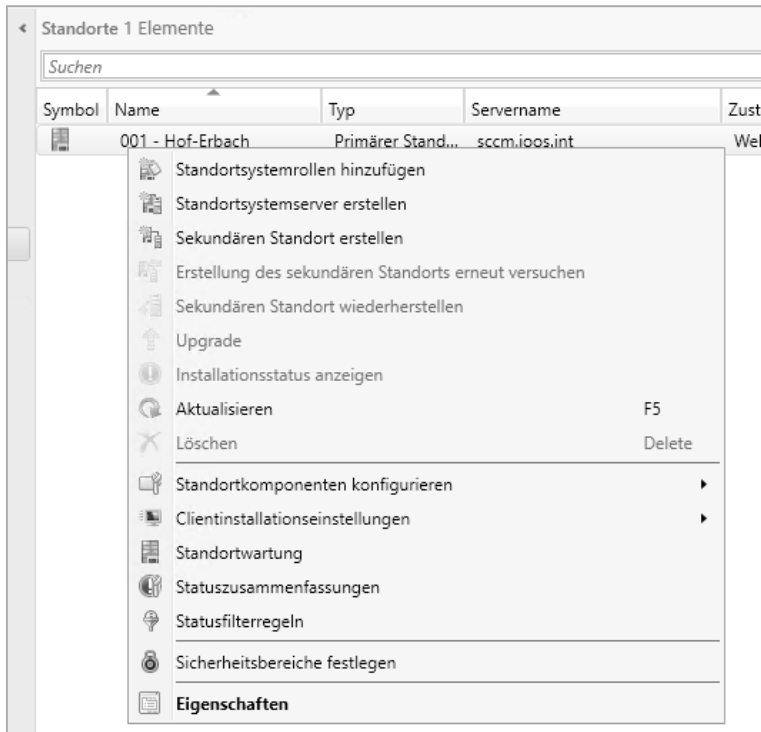 Standorte 1 Elemente
Suchen
Symbol Name Typ Servername Zust
001 - Hof-Erbach Primärer Stand... sccm.joos.int Wel
Standortsystemrollen hinzufügen
Standortsystemserver erstellen
Sekundären Standort erstellen
Erstellung des sekundären Standorts erneut versuchen
Sekundären Standort wiederherstellen
Upgrade
Installationsstatus anzeigen
Aktualisieren F5
Löschen Delete
Standortkomponenten konfigurieren
Clientinstallationseinstellungen
Standortwartung
Statuszusammenfassungen
Statusfilterregeln
Sicherheitsbereiche festlegen
Eigenschaften